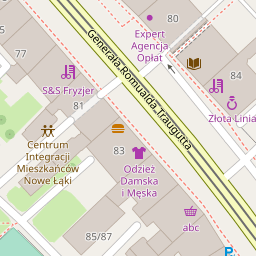 80
Expert
Agencja
Opłat
77
Generała Romualda Traugutta
84
S&S Fryzjer
81
Złota Linia
Centrum
Integracji
Mieszkańców
Nowe Łąki
83
Odzież
Damska
i Męska
abc
85/87
P